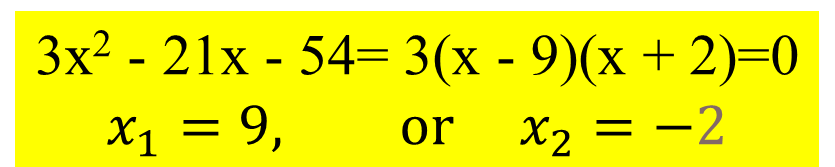 3x² - 21x - 54= 3(x - 9)(x + 2)=0
x₁ = 9, or x₂ = −2